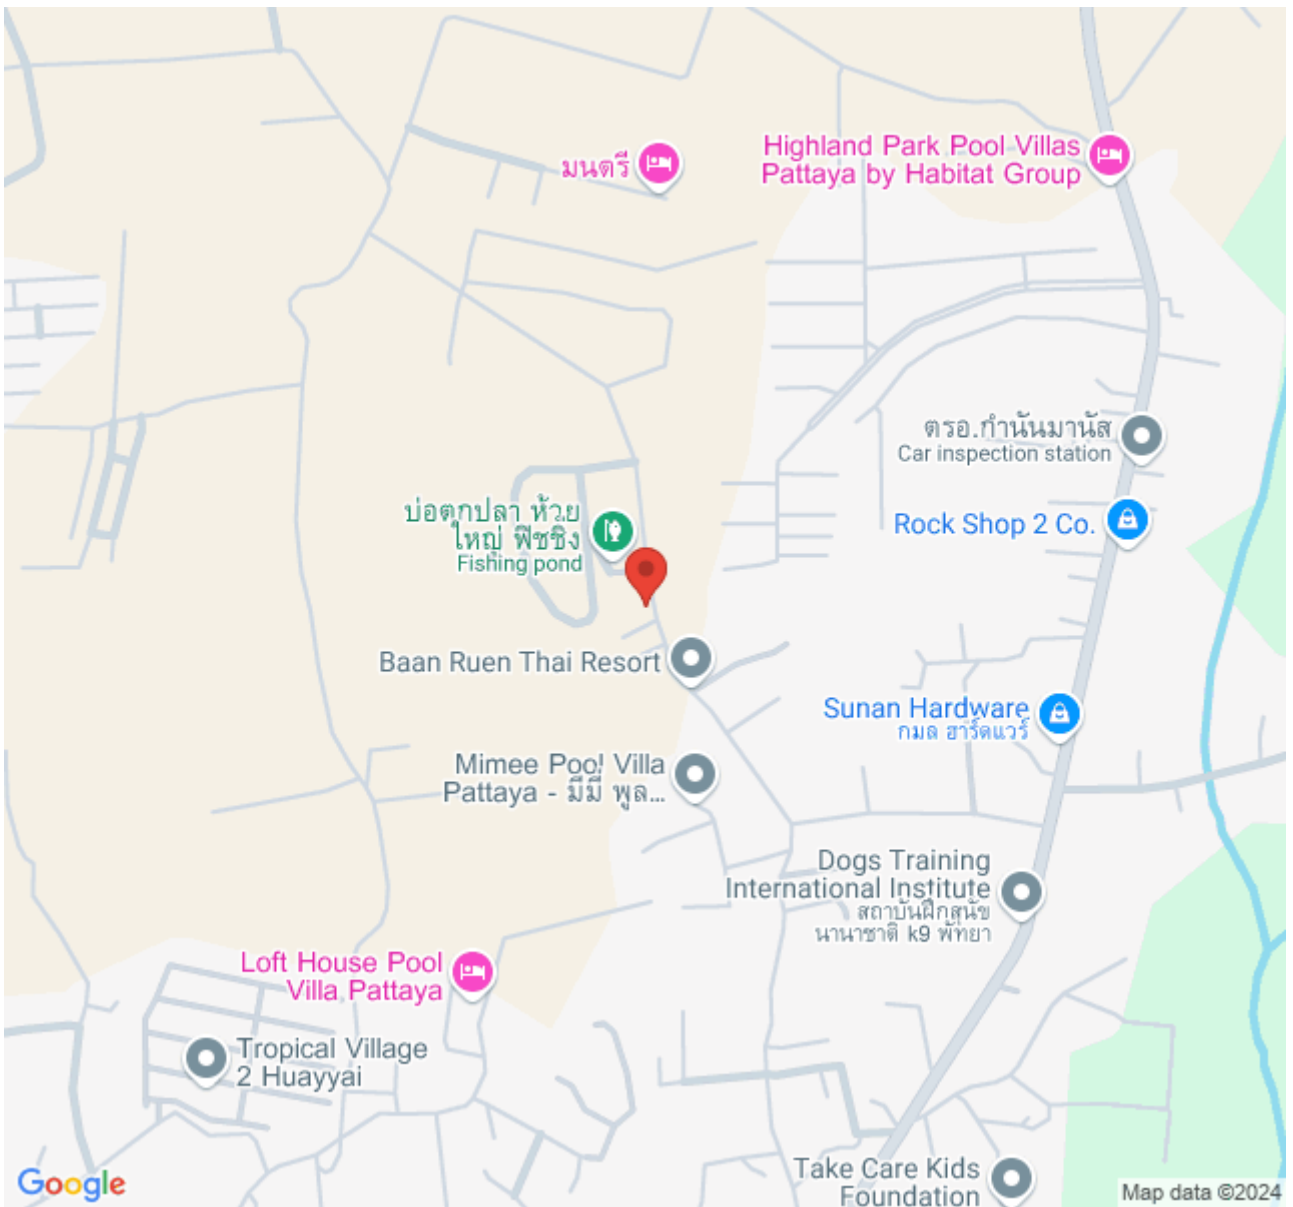 Highland Park Pool Villas
Pattaya by Habitat Group
มนตรี
ตรอ.กำนันมานัส
Car inspection station
บ่อตกปลา ห้วย
ใหญ่ ฟิชชิ่ง
Fishing pond
Rock Shop 2 Co.
Baan Ruen Thai Resort
Sunan Hardware
กมล ฮาร์ดแวร์
Mimee Pool Villa
Pattaya - มีมี่ พูล...
Dogs Training
International Institute
สถาบันฝึกสุนัข
นานาชาติ k9 พัทยา
Loft House Pool
Villa Pattaya
Tropical Village
2 Huayyai
Take Care Kids
Foundation
Google
Map data ©2024